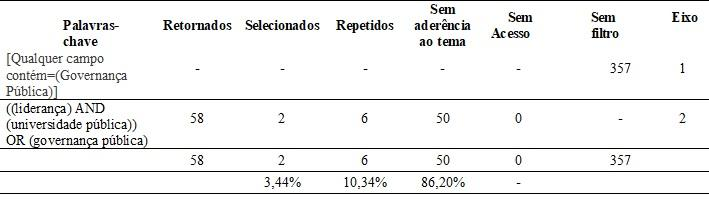 Palavras-chave Retornados Selecionados Repetidos Sem aderência ao tema Sem Acesso Sem filtro Eixo
[Qualquer campo contém=(Governança Pública)] - - - - - 357 1
((liderança) AND (universidade pública)) OR (governança pública) 58 2 6 50 0 - 2
58 2 6 50 0 357
3,44% 10,34% 86,20% -